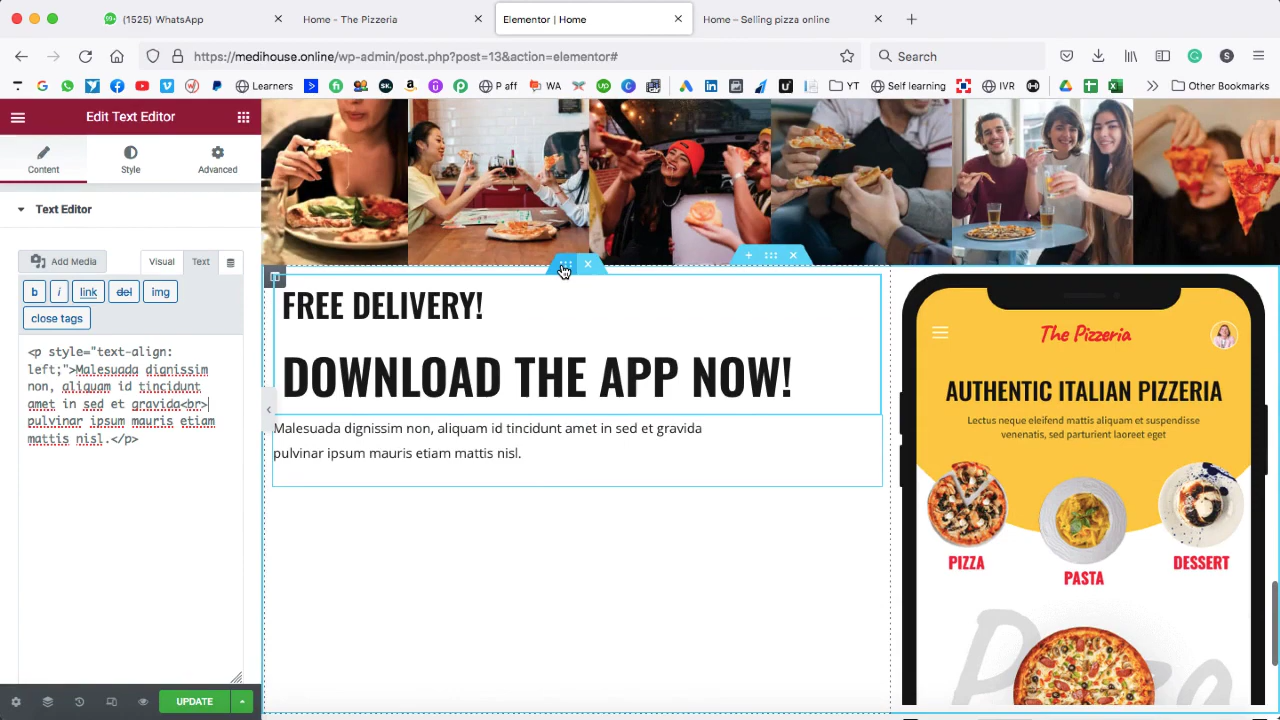 (1525) WhatsApp
Home - The Pizzeria
Elementor | Home
Home – Selling pizza online
https://medihouse.online/wp-admin/post.php?post=13&action=elementor#
Search
S
Learners
P aff
WA
YT
Self learning
IVR
Other Bookmarks
Edit Text Editor
Content
Style
Advanced
Text Editor
Add Media
Visual
Text
b
i
link
del
img
close tags
<p style="text-align:
left;">Malesuada dignissim
non, aliquam id tincidunt
amet in sed et gravida<br>
pulvinar ipsum mauris etiam
mattis nisl.</p>
UPDATE
FREE DELIVERY!
DOWNLOAD THE APP NOW!
Malesuada dignissim non, aliquam id tincidunt amet in sed et gravida
pulvinar ipsum mauris etiam mattis nisl.
The Pizzeria
AUTHENTIC ITALIAN PIZZERIA
Lectus neque eleifend mattis aliquam et suspendisse
venenatis, sed parturient laoreet eget
PIZZA
PASTA
DESSERT
Pizza